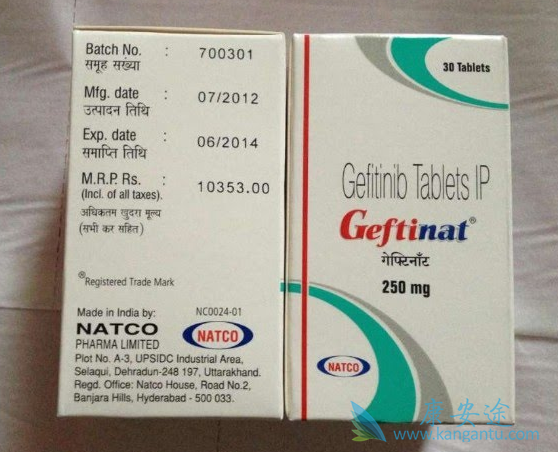 Batch No. : 700301
समूह सख्या
Mfg. date : 07/2012
उत्पादन तिथि
Exp. date : 06/2014
समाप्ति तिथि
M.R.P. Rs. : 10353.00
(Incl. of all taxes).
अधिकतम खुदरा मूल्य
(सभी कर सहित)
®Registered Trade Mark
Made in India by: NC0024-01
NATCO
PHARMA LIMITED
NATCO
Plot No. A-3, UPSIDC Industrial Area,
Selaqui, Dehradun-248 197, Uttarakhand.
Regd. Office: Natco House, Road No.2,
Banjara Hills, Hyderabad - 500 033.
30 Tablets
Gefitinib Tablets IP
Geftinat®
गेफ्टिनॉट
250 mg
NATCO
康安途
www.kangantu.com